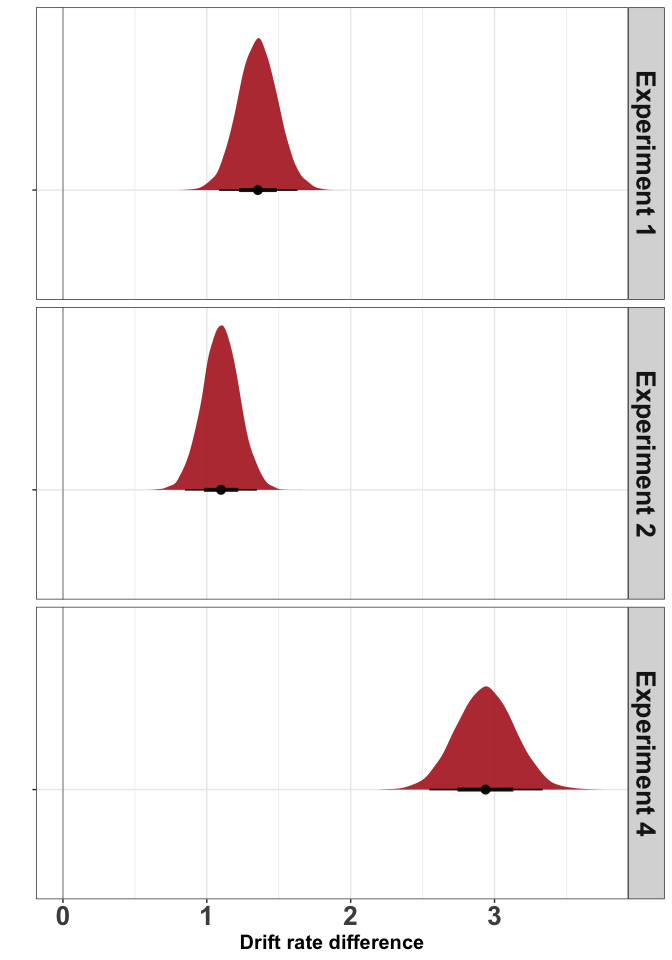 Experiment 1
Experiment 2
Experiment 4
0 1 2 3
Drift rate difference